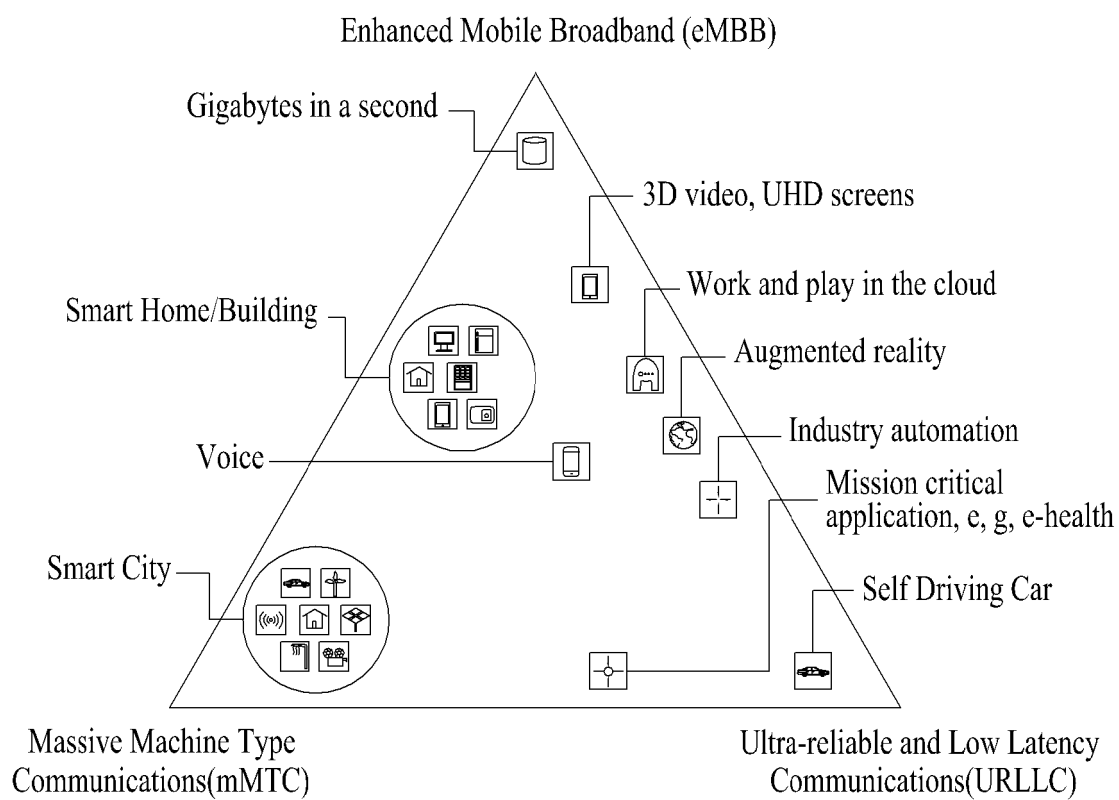 Enhanced Mobile Broadband (eMBB)
Gigabytes in a second
3D video, UHD screens
Work and play in the cloud
Smart Home/Building
Augmented reality
Industry automation
Voice
Mission critical
application, e, g, e-health
Smart City
Self Driving Car
Massive Machine Type
Communications(mMTC)
Ultra-reliable and Low Latency
Communications(URLLC)